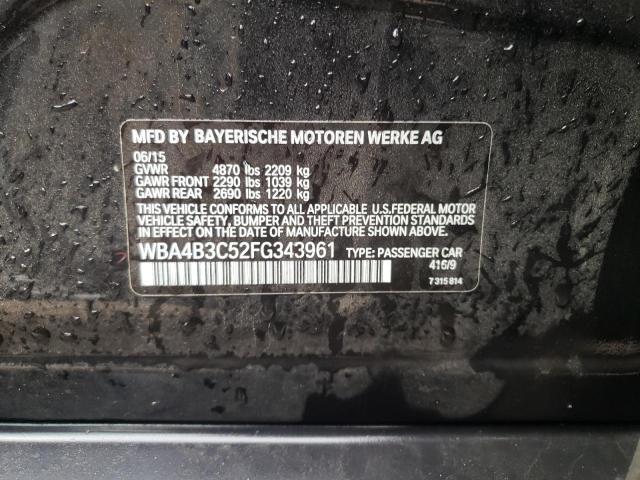 MFD BY BAYERISCHE MOTOREN WERKE AG
06/15
GVWR 4870 lbs 2209 kg
GAWR FRONT 2290 lbs 1039 kg
GAWR REAR 2690 lbs 1220 kg
THIS VEHICLE CONFORMS TO ALL APPLICABLE U.S.FEDERAL MOTOR
VEHICLE SAFETY, BUMPER AND THEFT PREVENTION STANDARDS
IN EFFECT ON THE DATE OF MANUFACTURE SHOWN ABOVE.
WBA4B3C52FG343961 TYPE: PASSENGER CAR
416/9
7 315 814